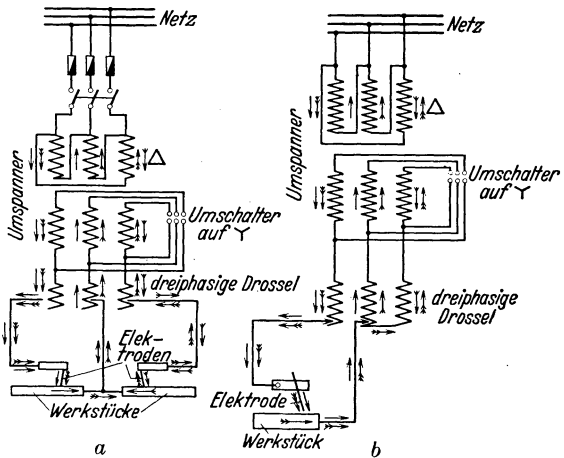 Netz
Umspanner
Δ
Umschalter
auf Y
dreiphasige Drossel
Elek-
troden
Werkstücke
a
Netz
Umspanner
Δ
Umschalter
auf Y
dreiphasige
Drossel
Elektrode
Werkstück
b